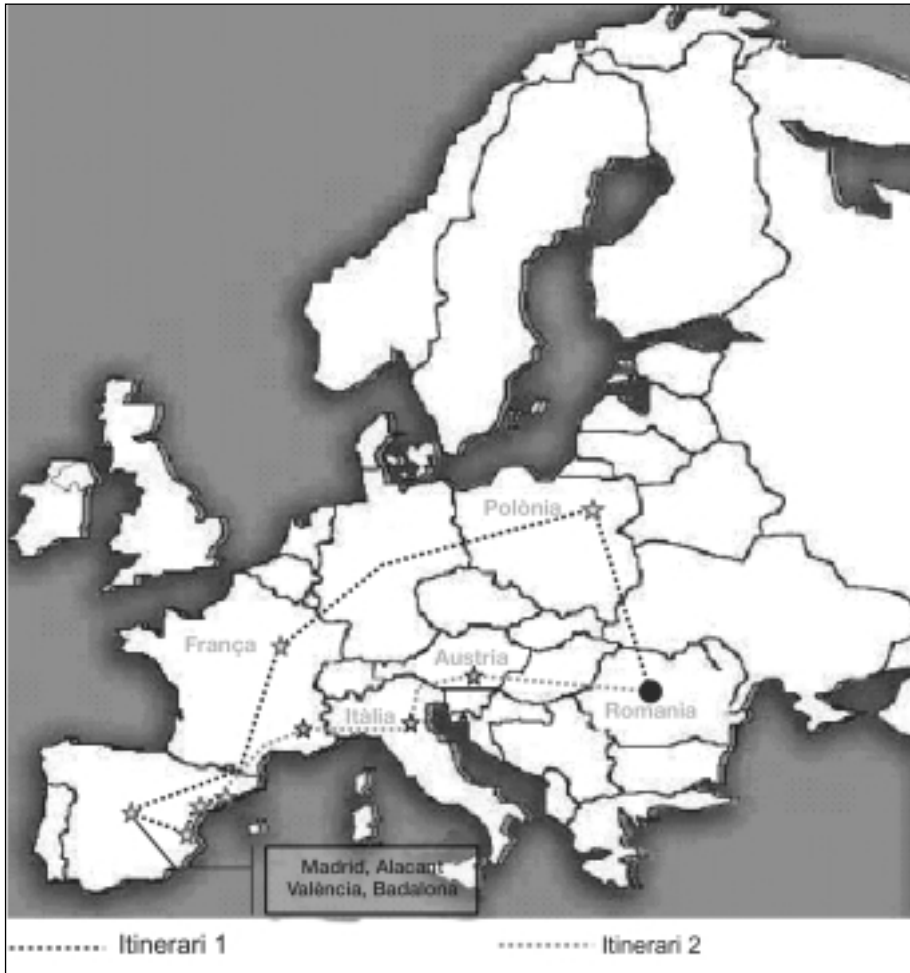 Polònia
França
Austria
Itàlia
Romania
Madrid, Alacant
València, Badalona
Itinerari 1
Itinerari 2